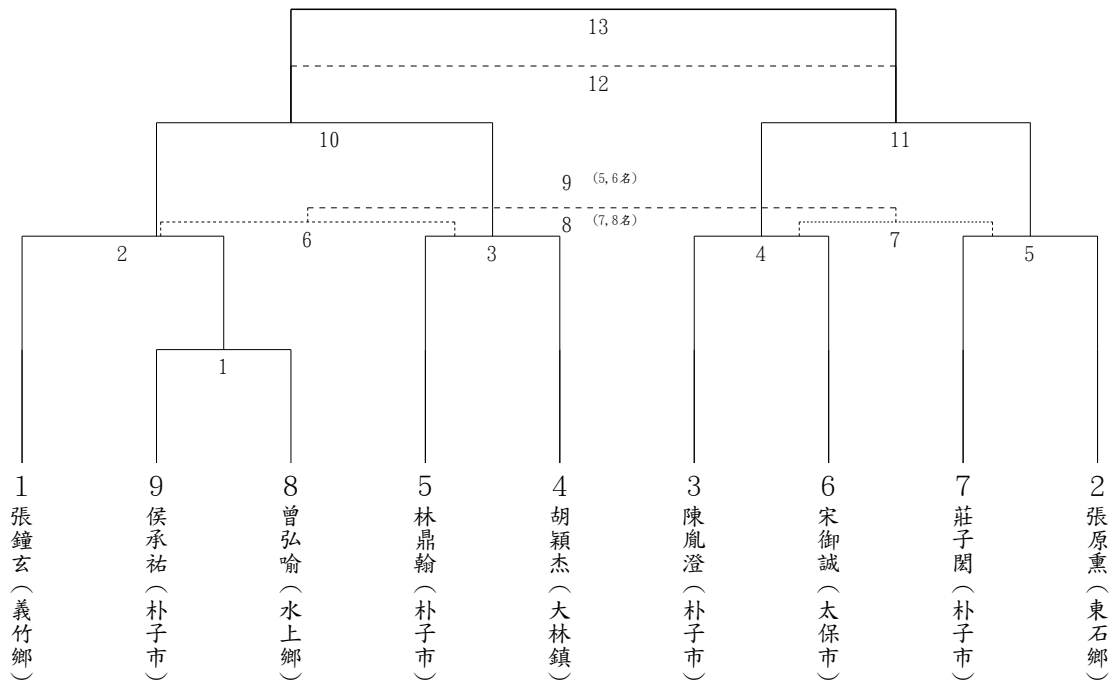 13
12
10
11
9 (5,6名)
8 (7,8名)
6
7
2
3
4
5
1
1 張鐘玄(義竹鄉)
9 侯承祐(朴子市)
8 曾弘喻(水上鄉)
5 林鼎翰(朴子市)
4 胡穎杰(大林鎮)
3 陳胤澄(朴子市)
6 宋御誠(太保市)
7 莊子閎(朴子市)
2 張原熏(東石鄉)